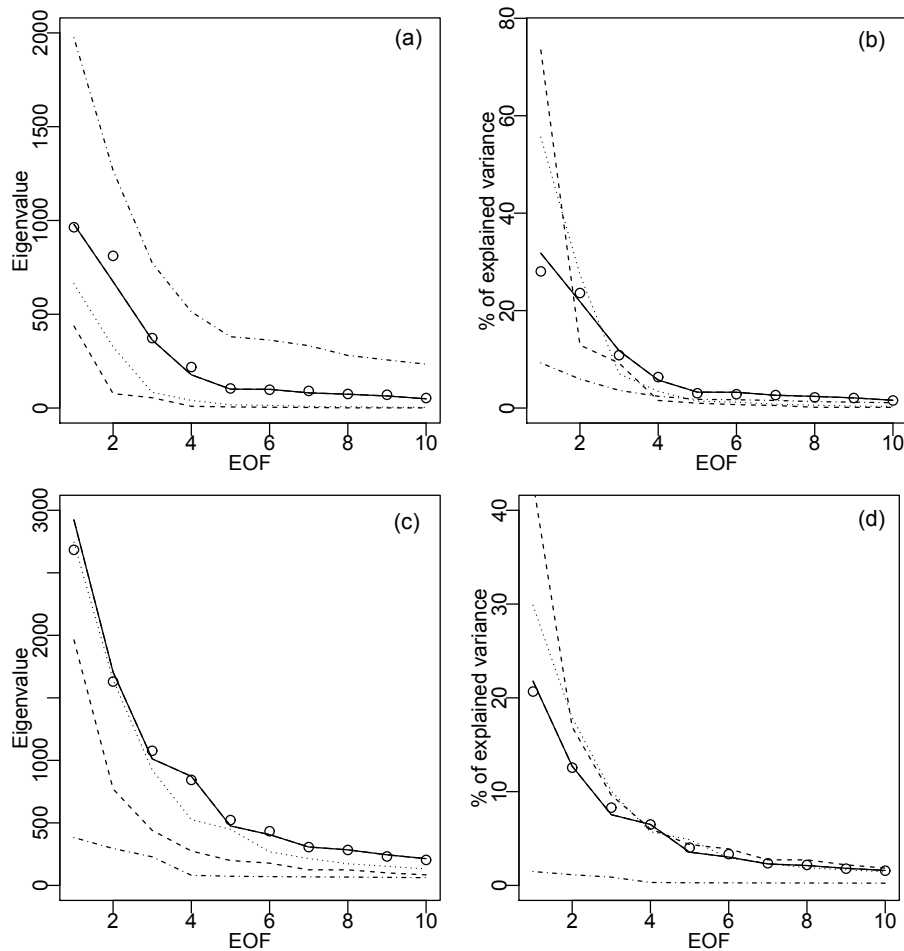 (a)
Eigenvalue
0 500 1000 1500 2000
2 4 6 8 10
EOF
(b)
% of explained variance
0 20 40 60 80
2 4 6 8 10
EOF
(c)
Eigenvalue
0 500 1000 2000 3000
2 4 6 8 10
EOF
(d)
% of explained variance
0 10 20 30 40
2 4 6 8 10
EOF